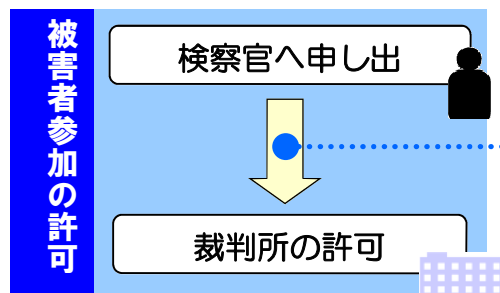 被害者参加の許可
検察官へ申し出
裁判所の許可